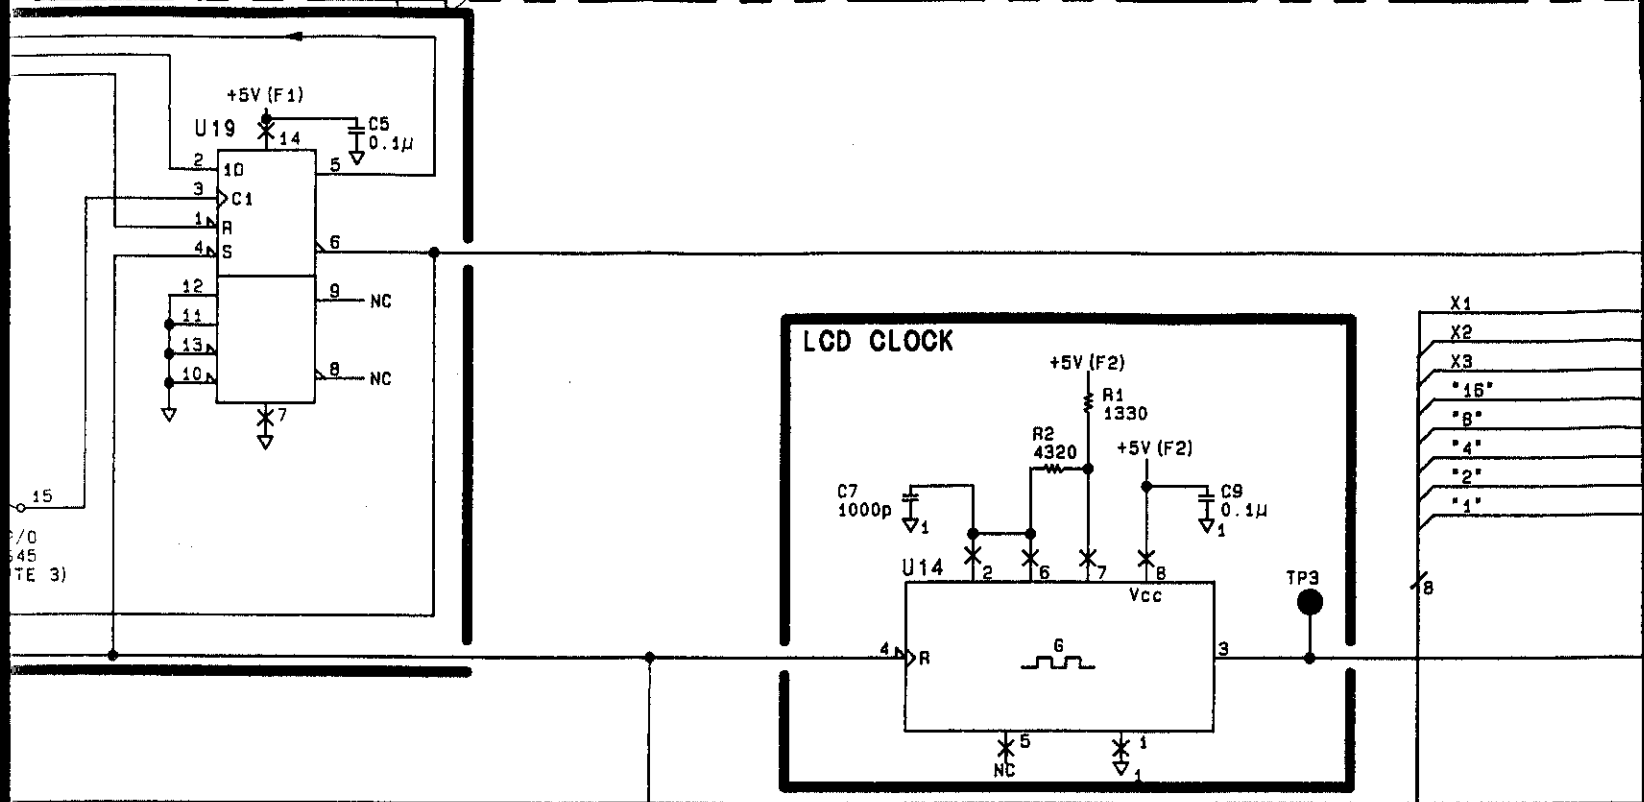 +5V(F1)
U19
14
C5
0.1µ
2
1D
5
3
C1
1
R
4
S
6
12
9
NC
11
13
10
8
NC
7
15
/0
545
TE 3)
LCD CLOCK
+5V(F2)
R1
1330
R2
4320
+5V(F2)
C7
1000p
1
C9
0.1µ
1
U14
2
6
7
8
Vcc
TP3
4
R
G
3
5
NC
1
1
X1
X2
X3
"16"
"8"
"4"
"2"
"1"
8